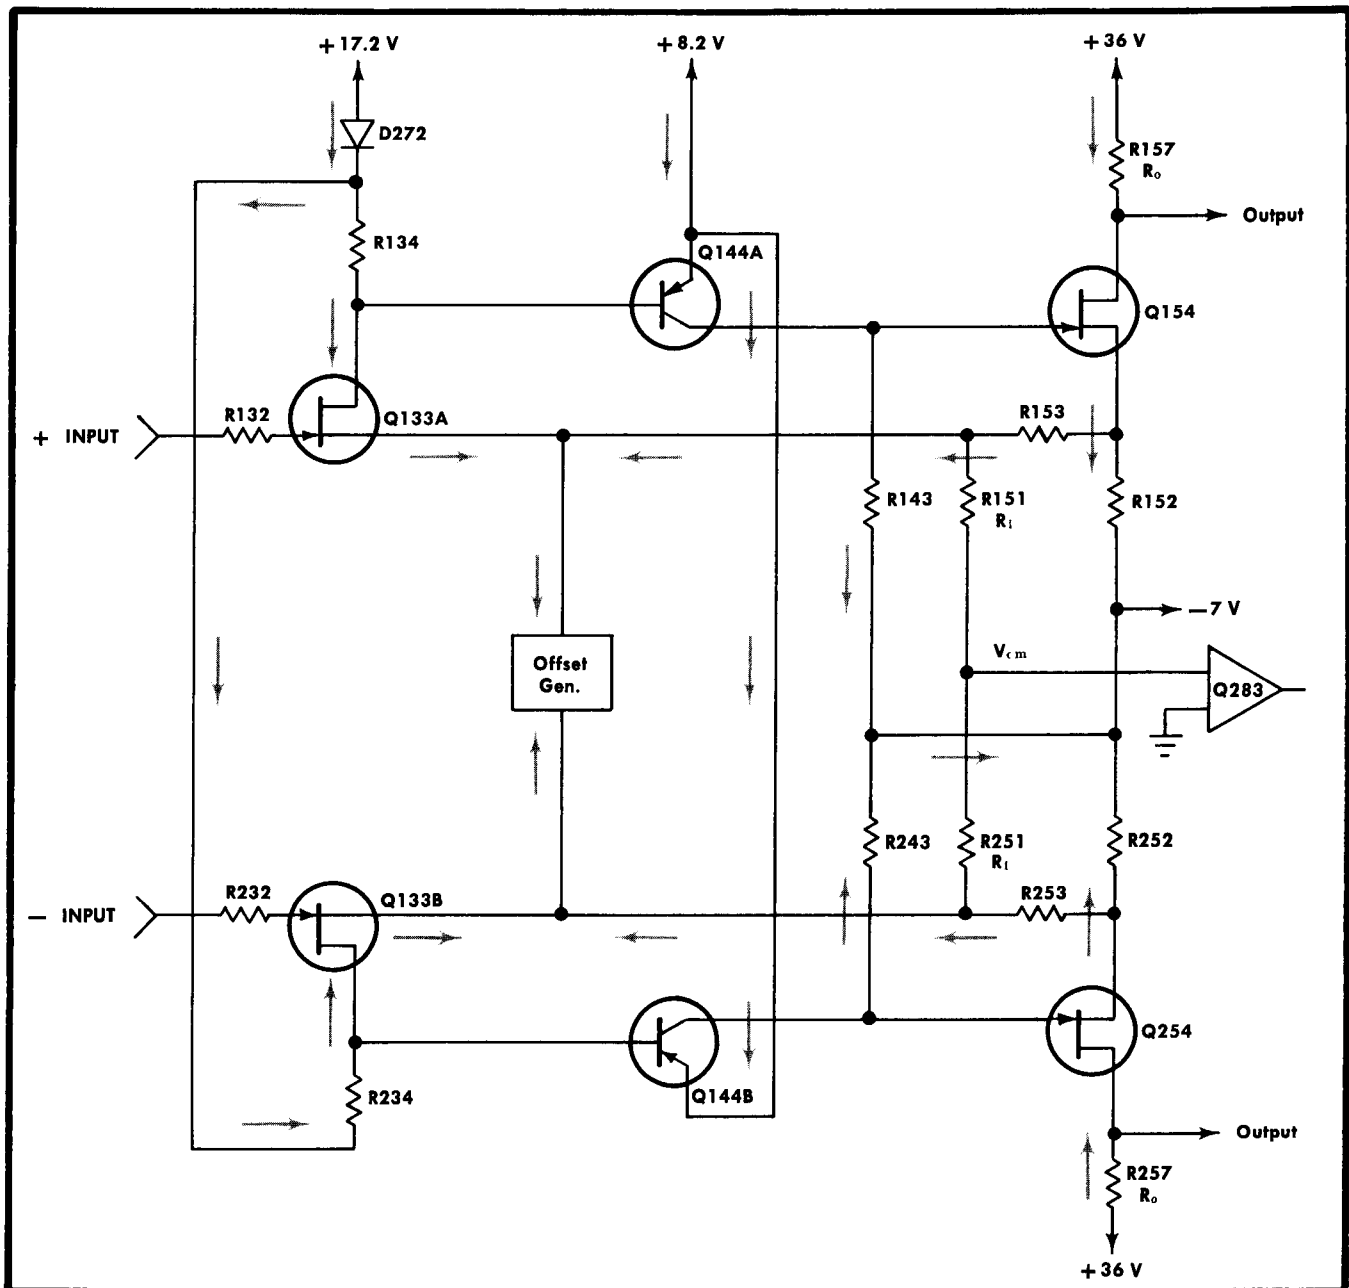 + 17.2 V
+ 8.2 V
+ 36 V
D272
R157
Ro
Output
R134
Q144A
Q154
R132
Q133A
R153
+ INPUT
R143
R151
R1
R152
− 7 V
Vcm
Offset
Gen.
Q283
R243
R251
R1
R252
R232
Q133B
R253
− INPUT
Q254
R234
Q144B
Output
R257
Ro
+ 36 V